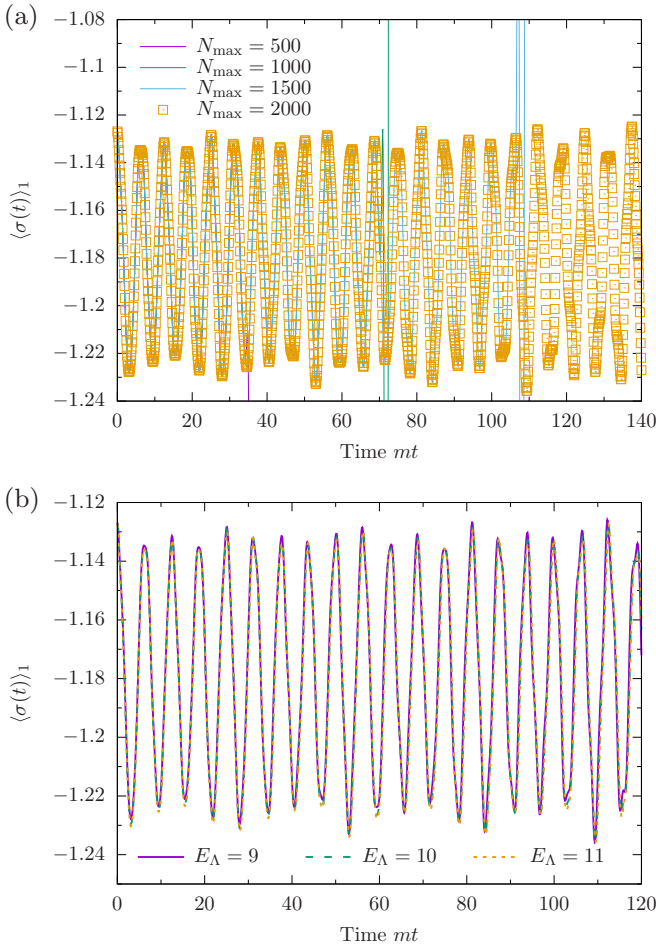 (a)
−1.08
−1.1
−1.12
−1.14
−1.16
−1.18
−1.2
−1.22
−1.24
⟨σ(t)⟩₁
N_max = 500
N_max = 1000
N_max = 1500
N_max = 2000
0 20 40 60 80 100 120 140
Time mt
(b)
−1.12
−1.14
−1.16
−1.18
−1.2
−1.22
−1.24
⟨σ(t)⟩₁
E_Λ = 9 E_Λ = 10 E_Λ = 11
0 20 40 60 80 100 120
Time mt